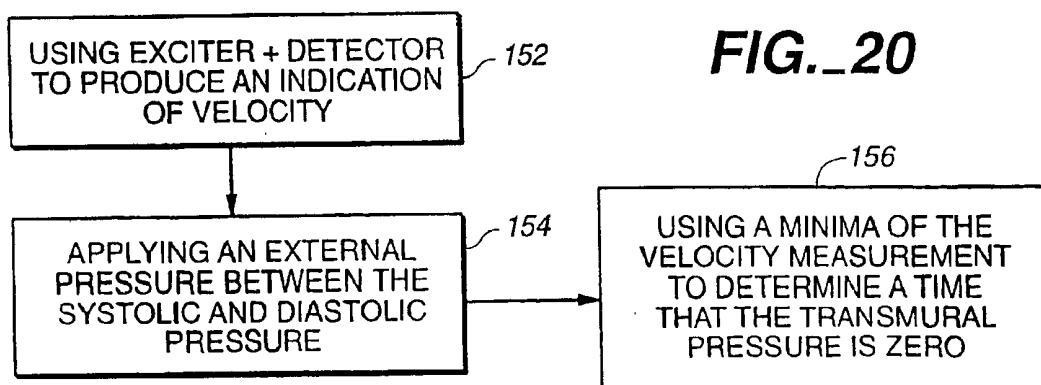 USING EXCITER + DETECTOR
TO PRODUCE AN INDICATION
OF VELOCITY
152
FIG._20
APPLYING AN EXTERNAL
PRESSURE BETWEEN THE
SYSTOLIC AND DIASTOLIC
PRESSURE
154
156
USING A MINIMA OF THE
VELOCITY MEASUREMENT
TO DETERMINE A TIME
THAT THE TRANSMURAL
PRESSURE IS ZERO